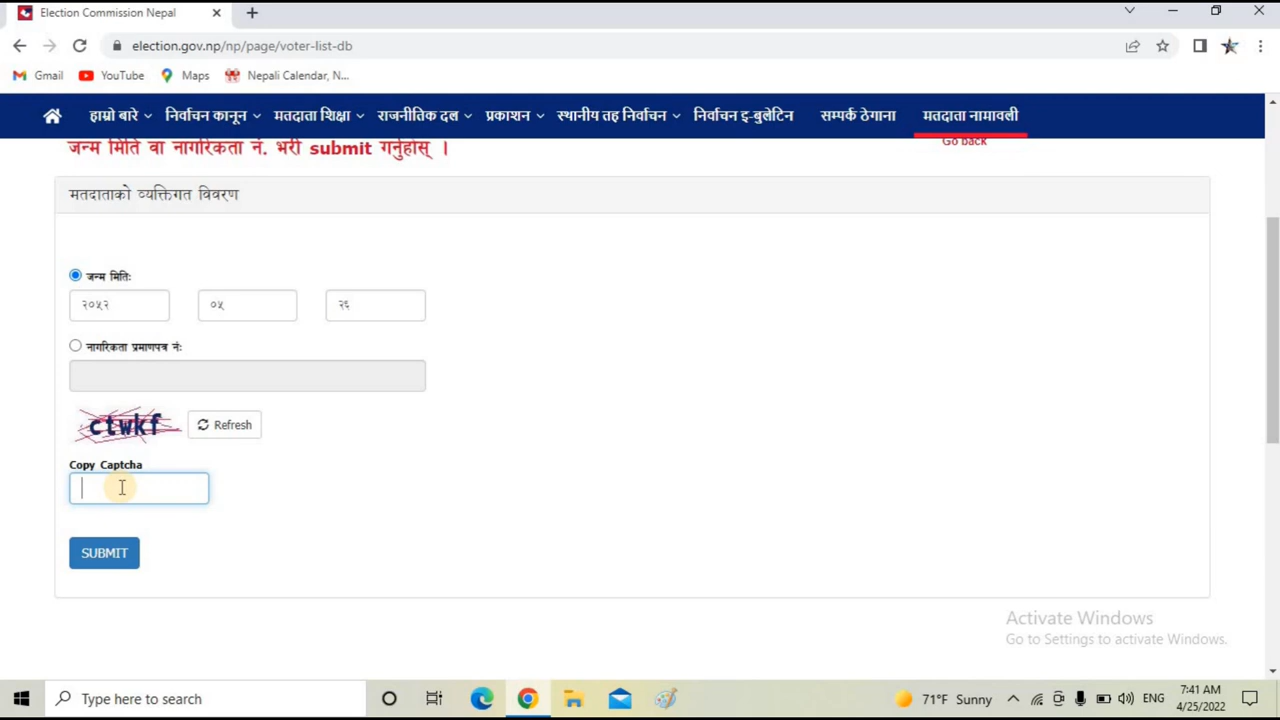 Election Commission Nepal
election.gov.np/np/page/voter-list-db
Gmail YouTube Maps Nepali Calendar, N...
हाम्रो बारे निर्वाचन कानून मतदाता शिक्षा राजनीतिक दल प्रकाशन स्थानीय तह निर्वाचन निर्वाचन इ-बुलेटिन सम्पर्क ठेगाना मतदाता नामावली
जन्म मिति वा नागरिकता नं. भरी submit गर्नुहोस् ।
Go back
मतदाताको व्यक्तिगत विवरण
जन्म मितिः
२०५२ ०५ २६
नागरिकता प्रमाणपत्र नंः
ctwkf Refresh
Copy Captcha
SUBMIT
Activate Windows
Go to Settings to activate Windows.
Type here to search
71°F Sunny
ENG
7:41 AM
4/25/2022